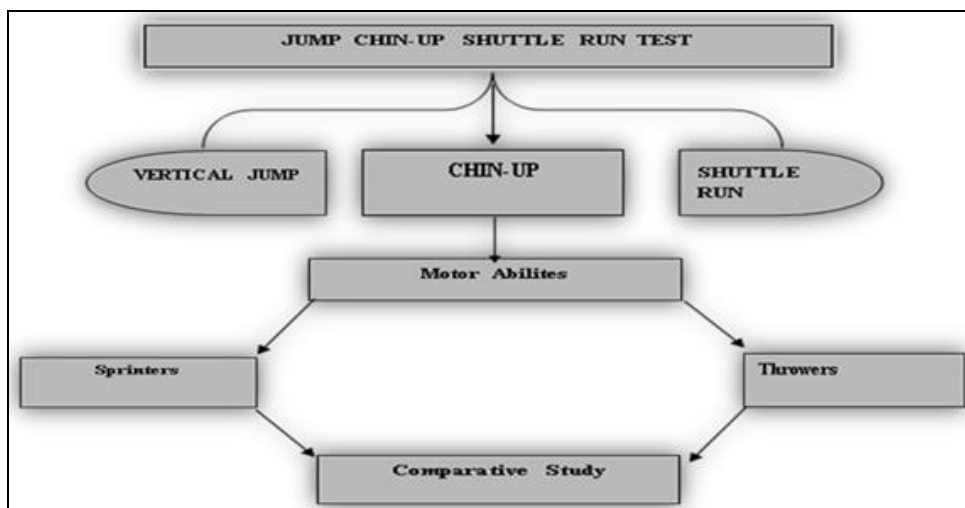 JUMP CHIN-UP SHUTTLE RUN TEST
VERTICAL JUMP
CHIN-UP
SHUTTLE
RUN
Motor Abilites
Sprinters
Throwers
Comparative Study